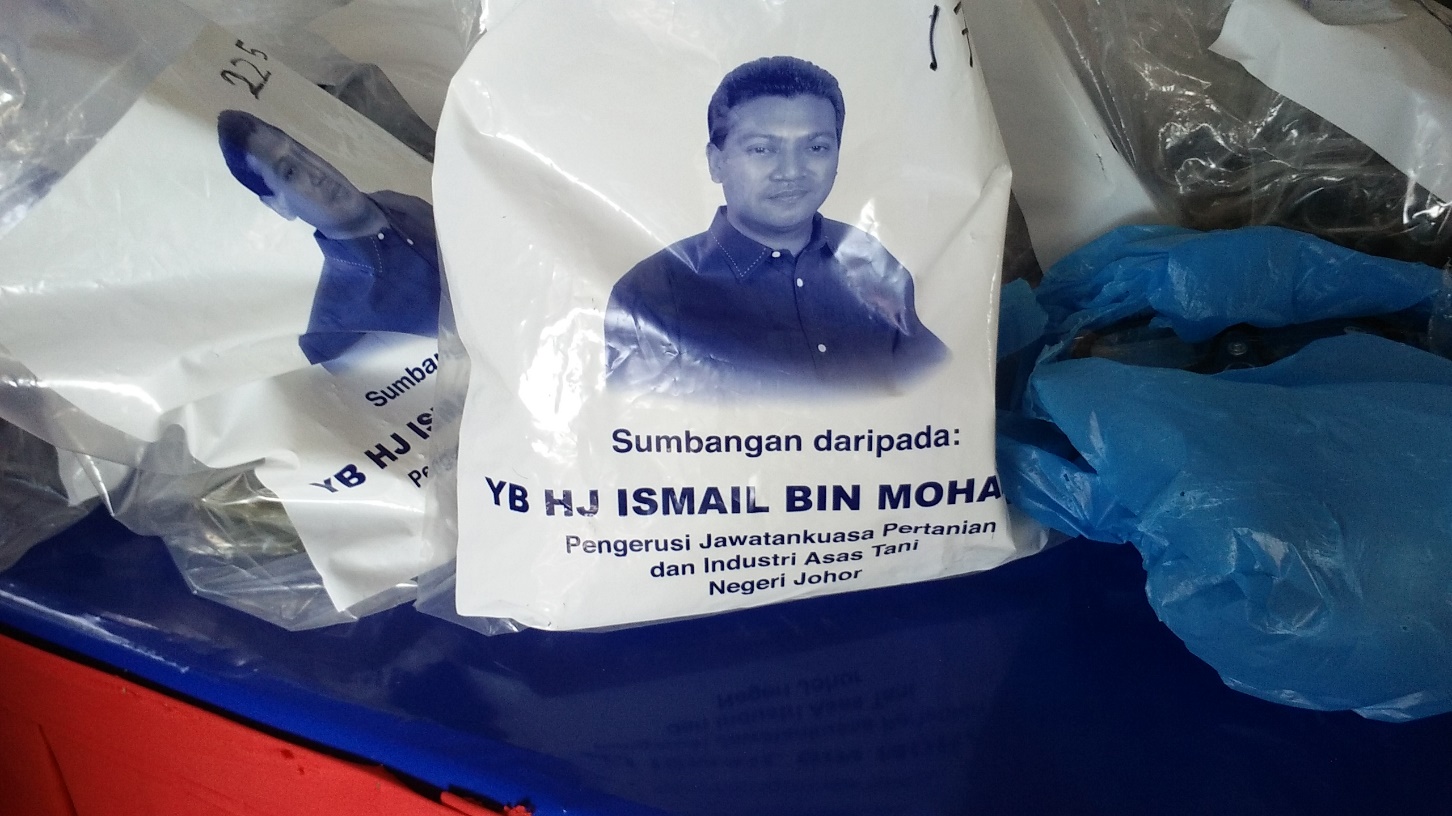 225
Sumba
YB HJ IS
Sumbangan daripada:
YB HJ ISMAIL BIN MOHA
Pengerusi Jawatankuasa Pertanian
dan Industri Asas Tani
Negeri Johor